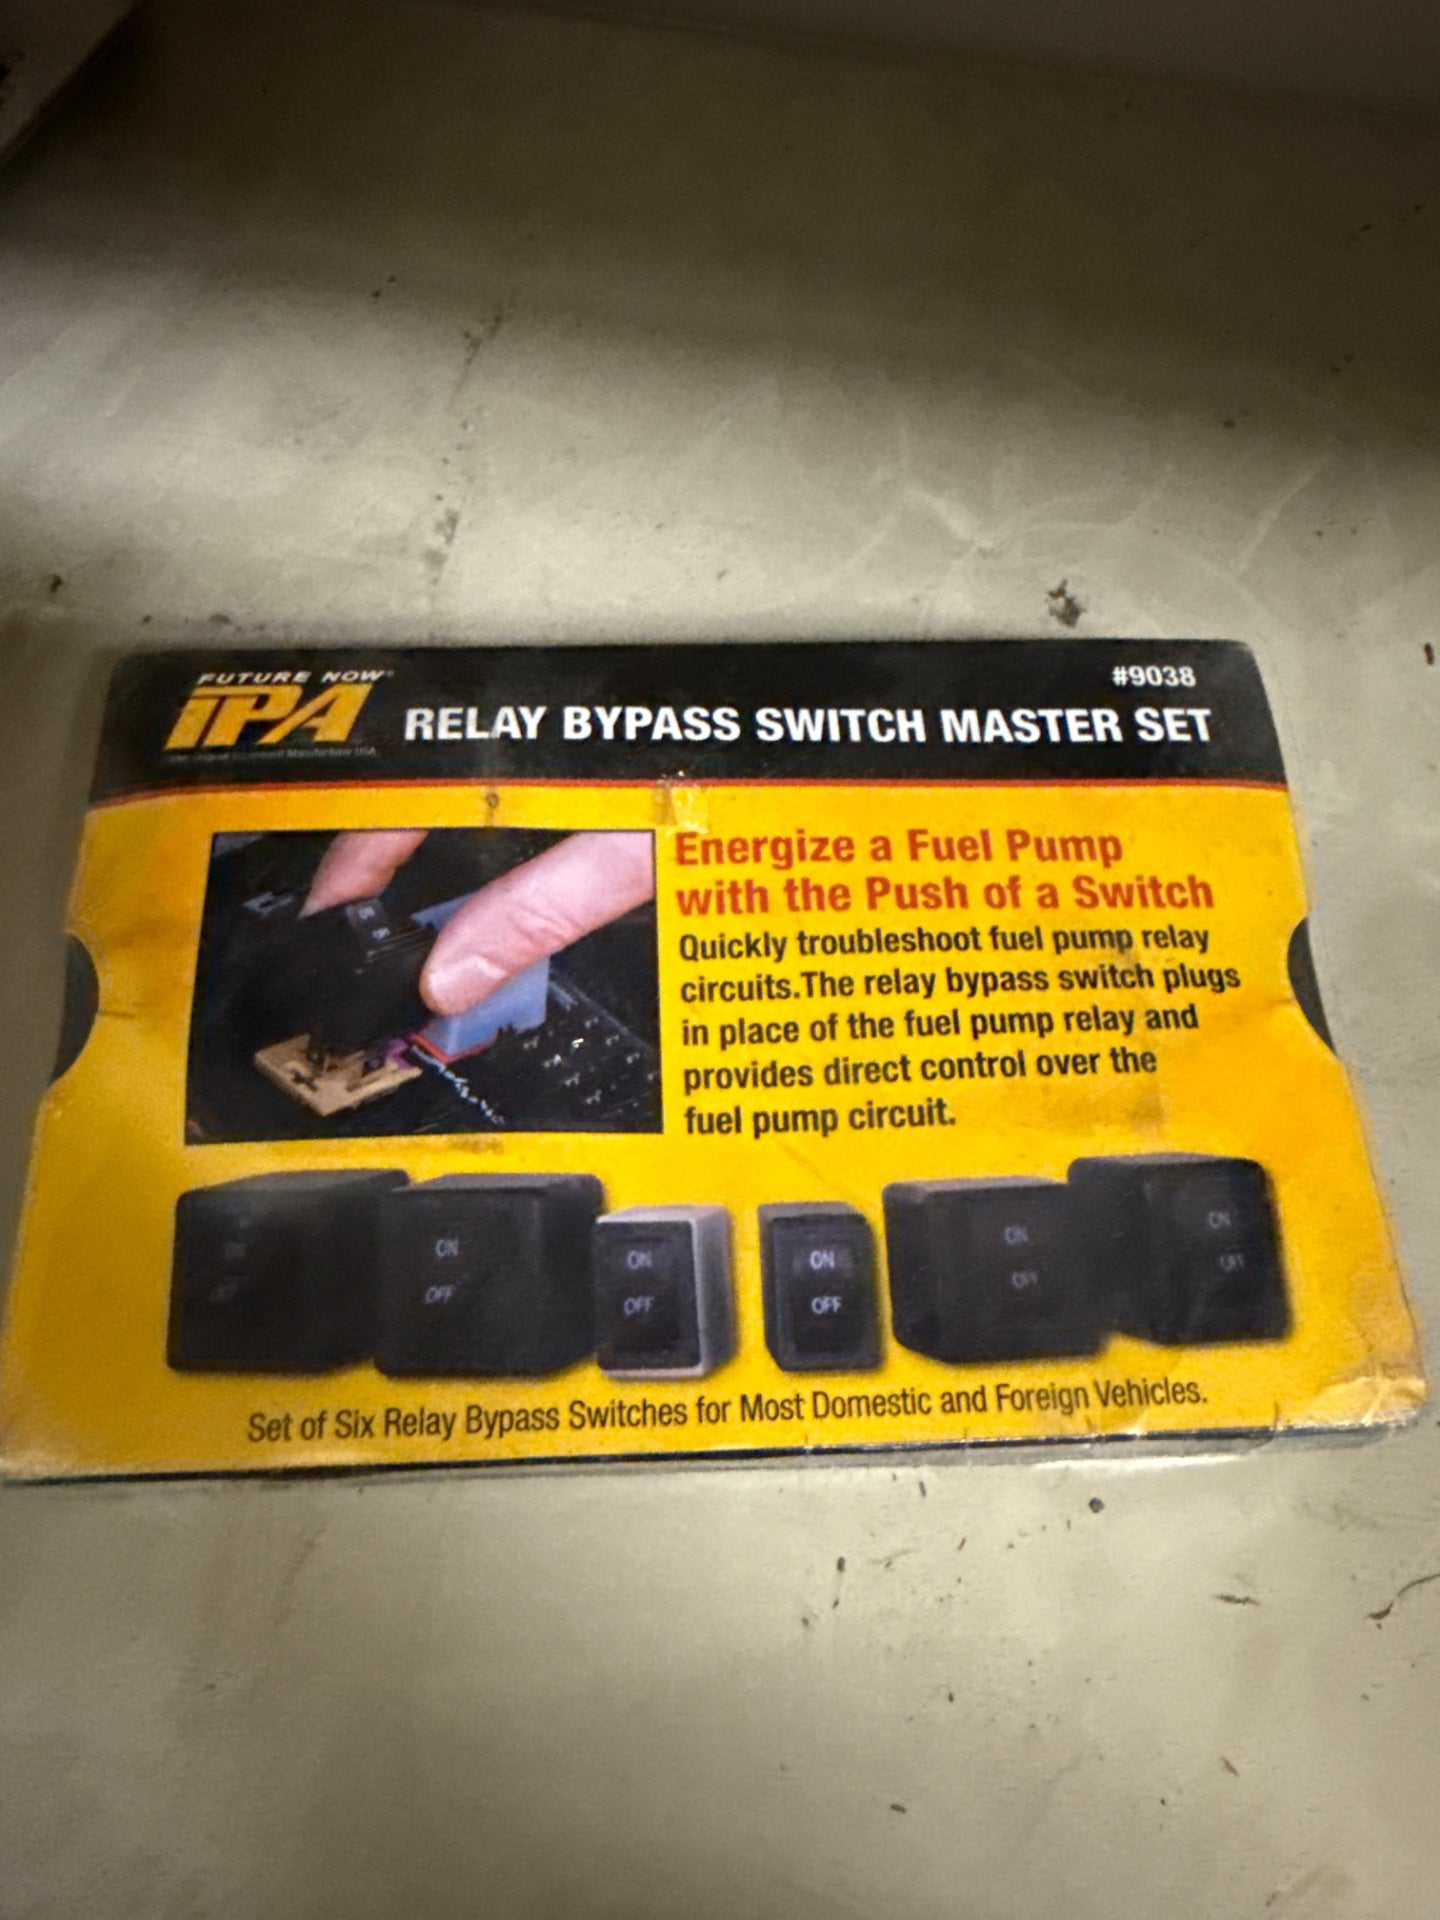 FUTURE NOW
IPA
#9038
RELAY BYPASS SWITCH MASTER SET
Energize a Fuel Pump
with the Push of a Switch
Quickly troubleshoot fuel pump relay
circuits.The relay bypass switch plugs
in place of the fuel pump relay and
provides direct control over the
fuel pump circuit.
ON
OFF
ON
OFF
ON
OFF
ON
OFF
ON
OFF
Set of Six Relay Bypass Switches for Most Domestic and Foreign Vehicles.